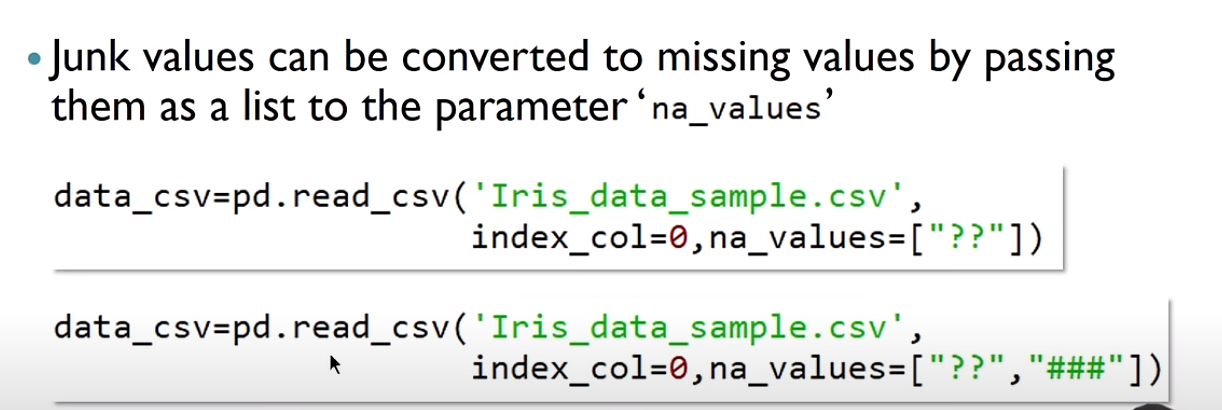 • Junk values can be converted to missing values by passing
them as a list to the parameter ‘na_values’
data_csv=pd.read_csv('Iris_data_sample.csv',
index_col=0,na_values=["??"])
data_csv=pd.read_csv('Iris_data_sample.csv',
index_col=0,na_values=["??","###"])